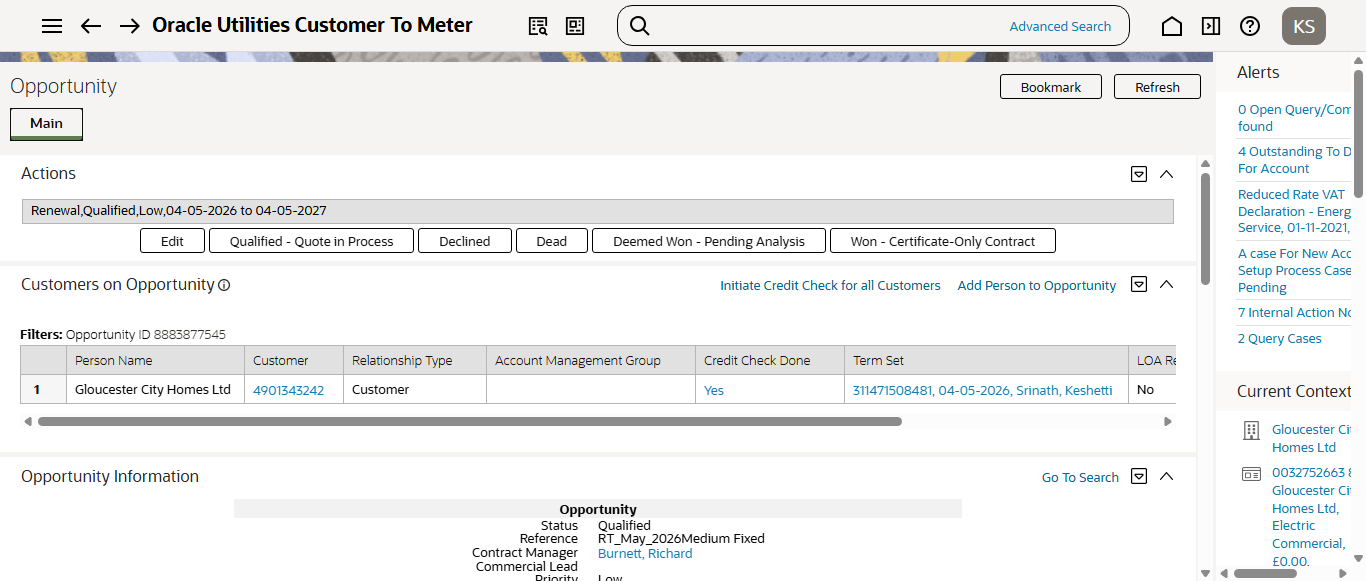 Oracle Utilities Customer To Meter
Advanced Search
KS
Opportunity
Bookmark
Refresh
Main
Actions
Renewal,Qualified,Low,04-05-2026 to 04-05-2027
Edit
Qualified - Quote in Process
Declined
Dead
Deemed Won - Pending Analysis
Won - Certificate-Only Contract
Customers on Opportunity
Initiate Credit Check for all Customers
Add Person to Opportunity
Filters: Opportunity ID 8883877545
Person Name Customer Relationship Type Account Management Group Credit Check Done Term Set LOA Re
1 Gloucester City Homes Ltd 4901343242 Customer Yes 311471508481, 04-05-2026, Srinath, Keshetti No
Opportunity Information
Go To Search
Opportunity
Status Qualified
Reference RT_May_2026Medium Fixed
Contract Manager Burnett, Richard
Commercial Lead
Priority Low
Alerts
0 Open Query/Com
found
4 Outstanding To D
For Account
Reduced Rate VAT
Declaration - Energ
Service, 01-11-2021,
A case For New Acc
Setup Process Case
Pending
7 Internal Action No
2 Query Cases
Current Context
Gloucester Cit
Homes Ltd
0032752663 8
Gloucester Cit
Homes Ltd,
Electric
Commercial,
£0.00,